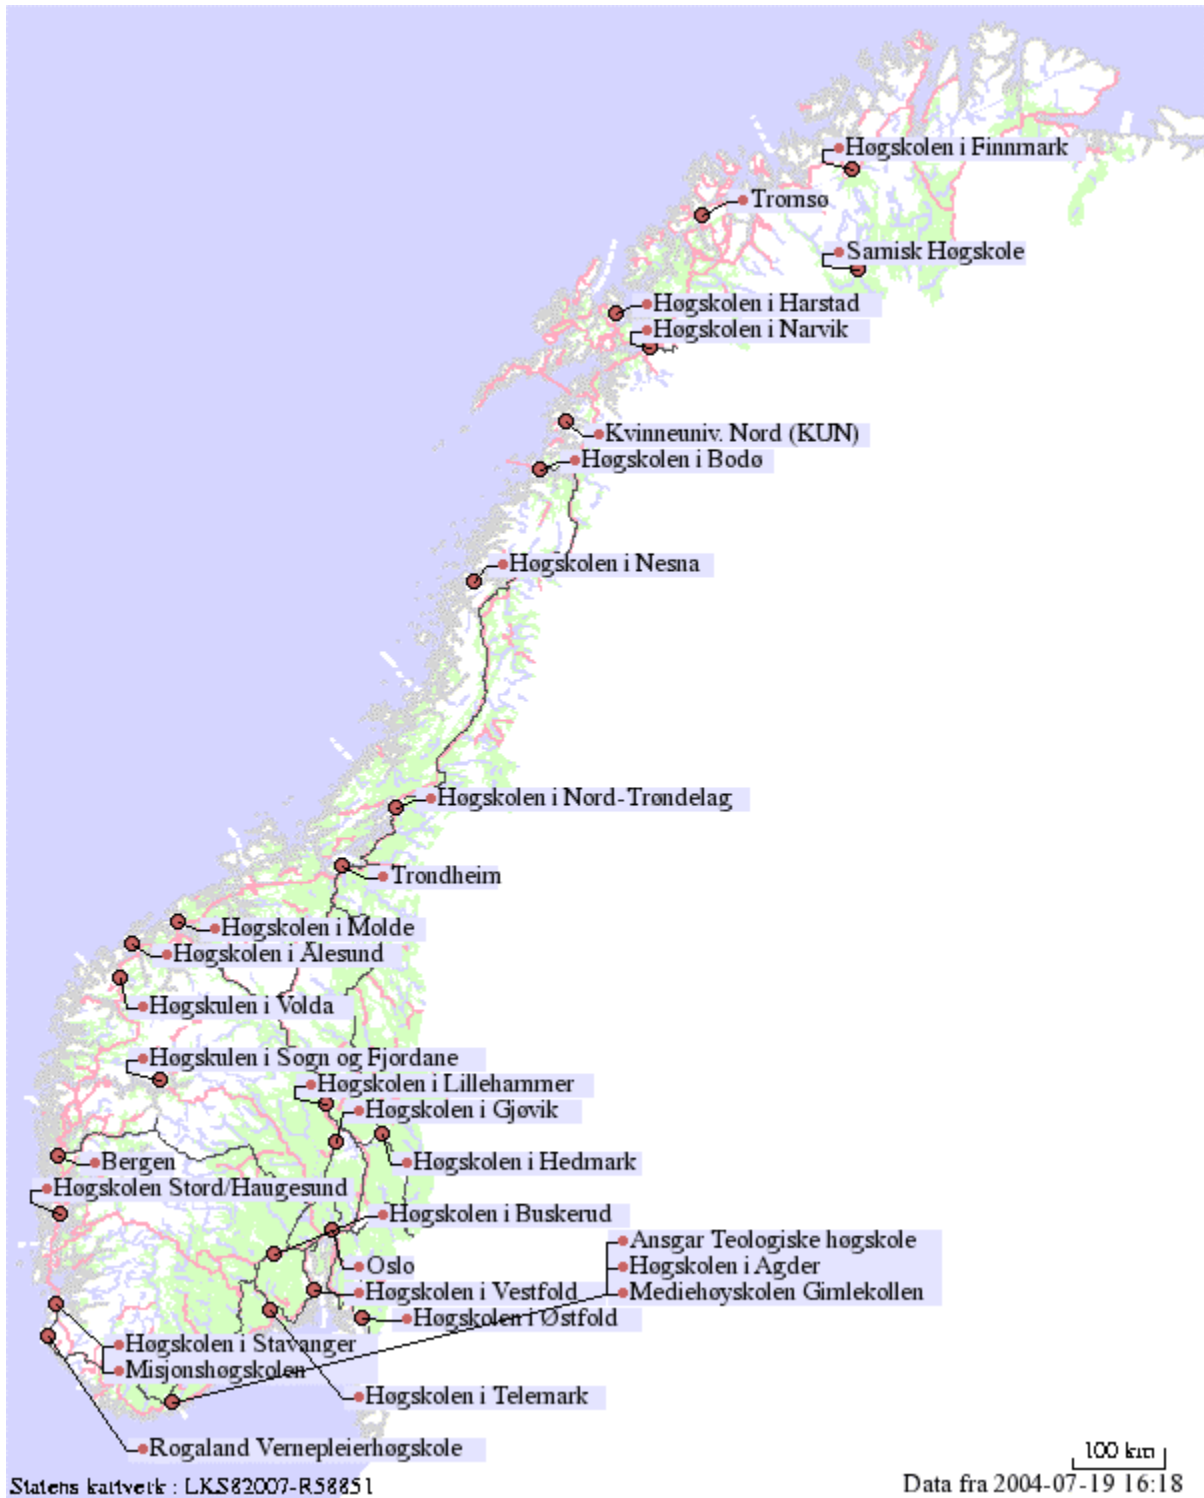 Høgskolen i Finnmark
Tromsø
Samisk Høgskole
Høgskolen i Harstad
Høgskolen i Narvik
Kvinneuniv. Nord (KUN)
Høgskolen i Bodø
Høgskolen i Nesna
Høgskolen i Nord-Trøndelag
Trondheim
Høgskolen i Molde
Høgskolen i Ålesund
Høgskulen i Volda
Høgskulen i Sogn og Fjordane
Høgskolen i Lillehammer
Høgskolen i Gjøvik
Bergen
Høgskolen i Hedmark
Høgskolen Stord/Haugesund
Høgskolen i Buskerud
Ansgar Teologiske høgskole
Oslo
Høgskolen i Agder
Høgskolen i Vestfold
Mediehøyskolen Gimlekollen
Høgskolen i Østfold
Høgskolen i Stavanger
Misjonshøgskolen
Høgskolen i Telemark
Rogaland Vernepleierhøgskole
100 km
Statens kartverk : LKS82007-R58851
Data fra 2004-07-19 16:18